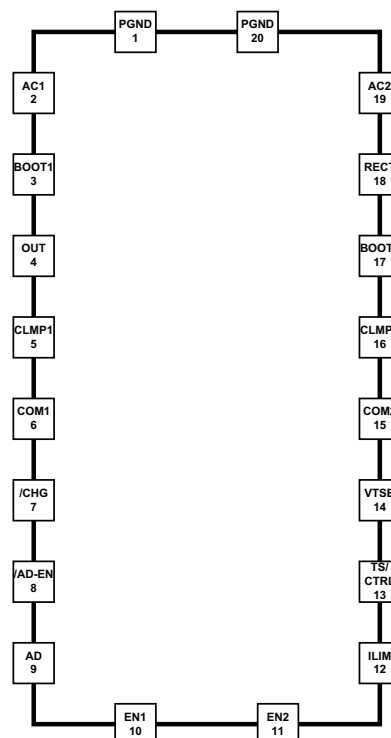 PGND
1
PGND
20
AC1
2
AC2
19
BOOT1
3
RECT
18
OUT
4
BOOT
17
CLMP1
5
CLMP
16
COM1
6
COM2
15
/CHG
7
14
/AD-EN
8
TS/
CTRL
13
AD
9
ILIM
12
EN1
10
EN2
11